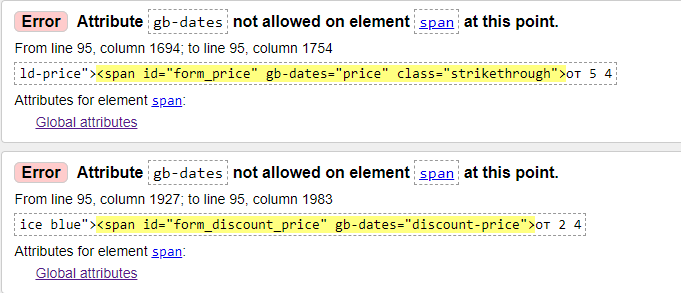 Error Attribute gb-dates not allowed on element span at this point.
From line 95, column 1694; to line 95, column 1754
ld-price"><span id="form_price" gb-dates="price" class="strikethrough">от 5 4
Attributes for element span:
Global attributes
Error Attribute gb-dates not allowed on element span at this point.
From line 95, column 1927; to line 95, column 1983
ice blue"><span id="form_discount_price" gb-dates="discount-price">от 2 4
Attributes for element span:
Global attributes